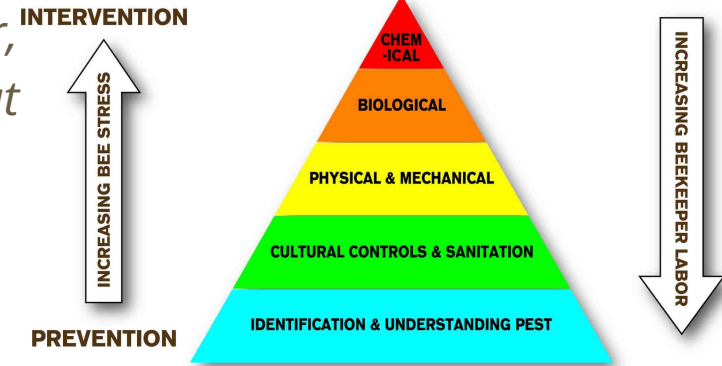 INTERVENTION
INCREASING BEE STRESS
PREVENTION
CHEM
-ICAL
BIOLOGICAL
PHYSICAL & MECHANICAL
CULTURAL CONTROLS & SANITATION
IDENTIFICATION & UNDERSTANDING PEST
INCREASING BEEKEEPER LABOR